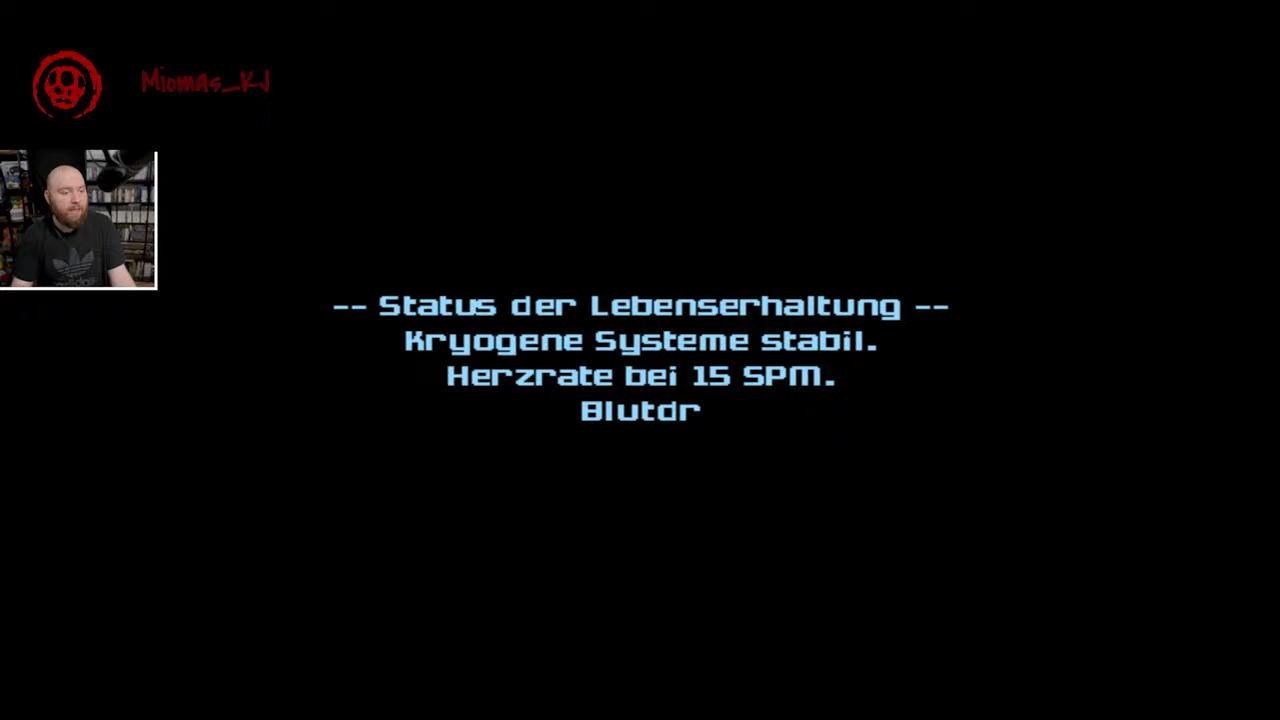 Miomas_KJ
-- Status der Lebenserhaltung --
Kryogene Systeme stabil.
Herzrate bei 15 SPM.
Blutdr